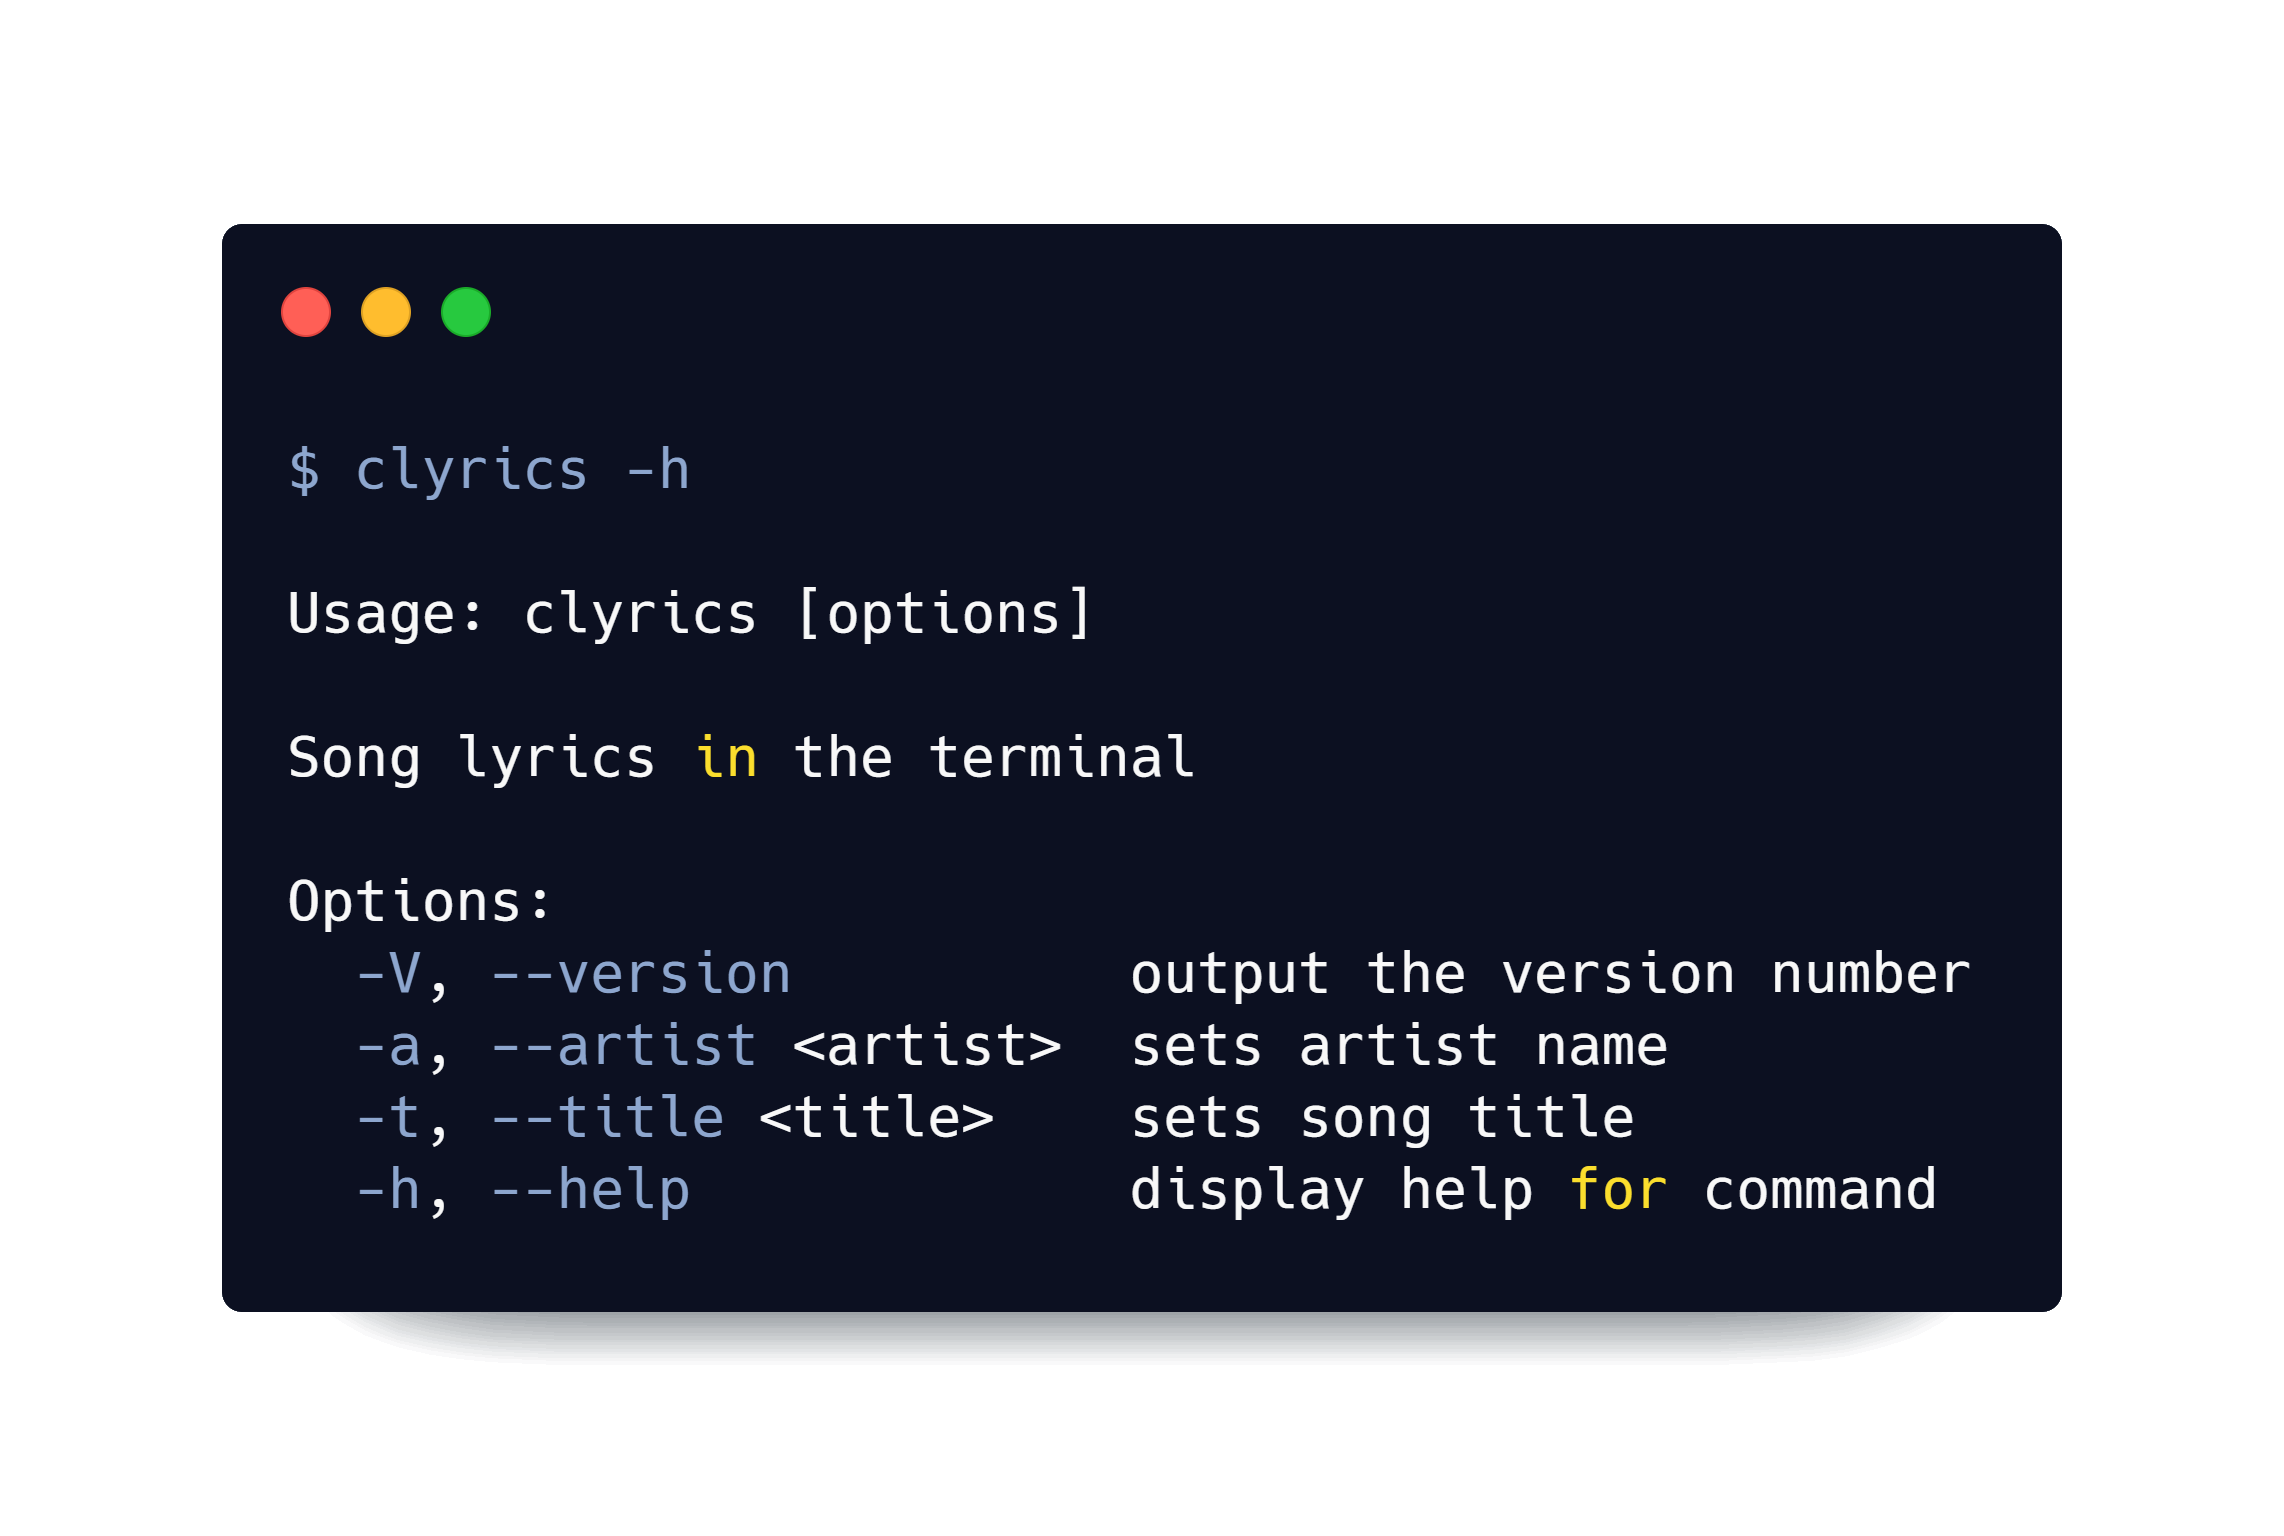 $ clyrics -h
Usage: clyrics [options]
Song lyrics in the terminal
Options:
  -V, --version          output the version number
  -a, --artist <artist>  sets artist name
  -t, --title <title>    sets song title
  -h, --help             display help for command